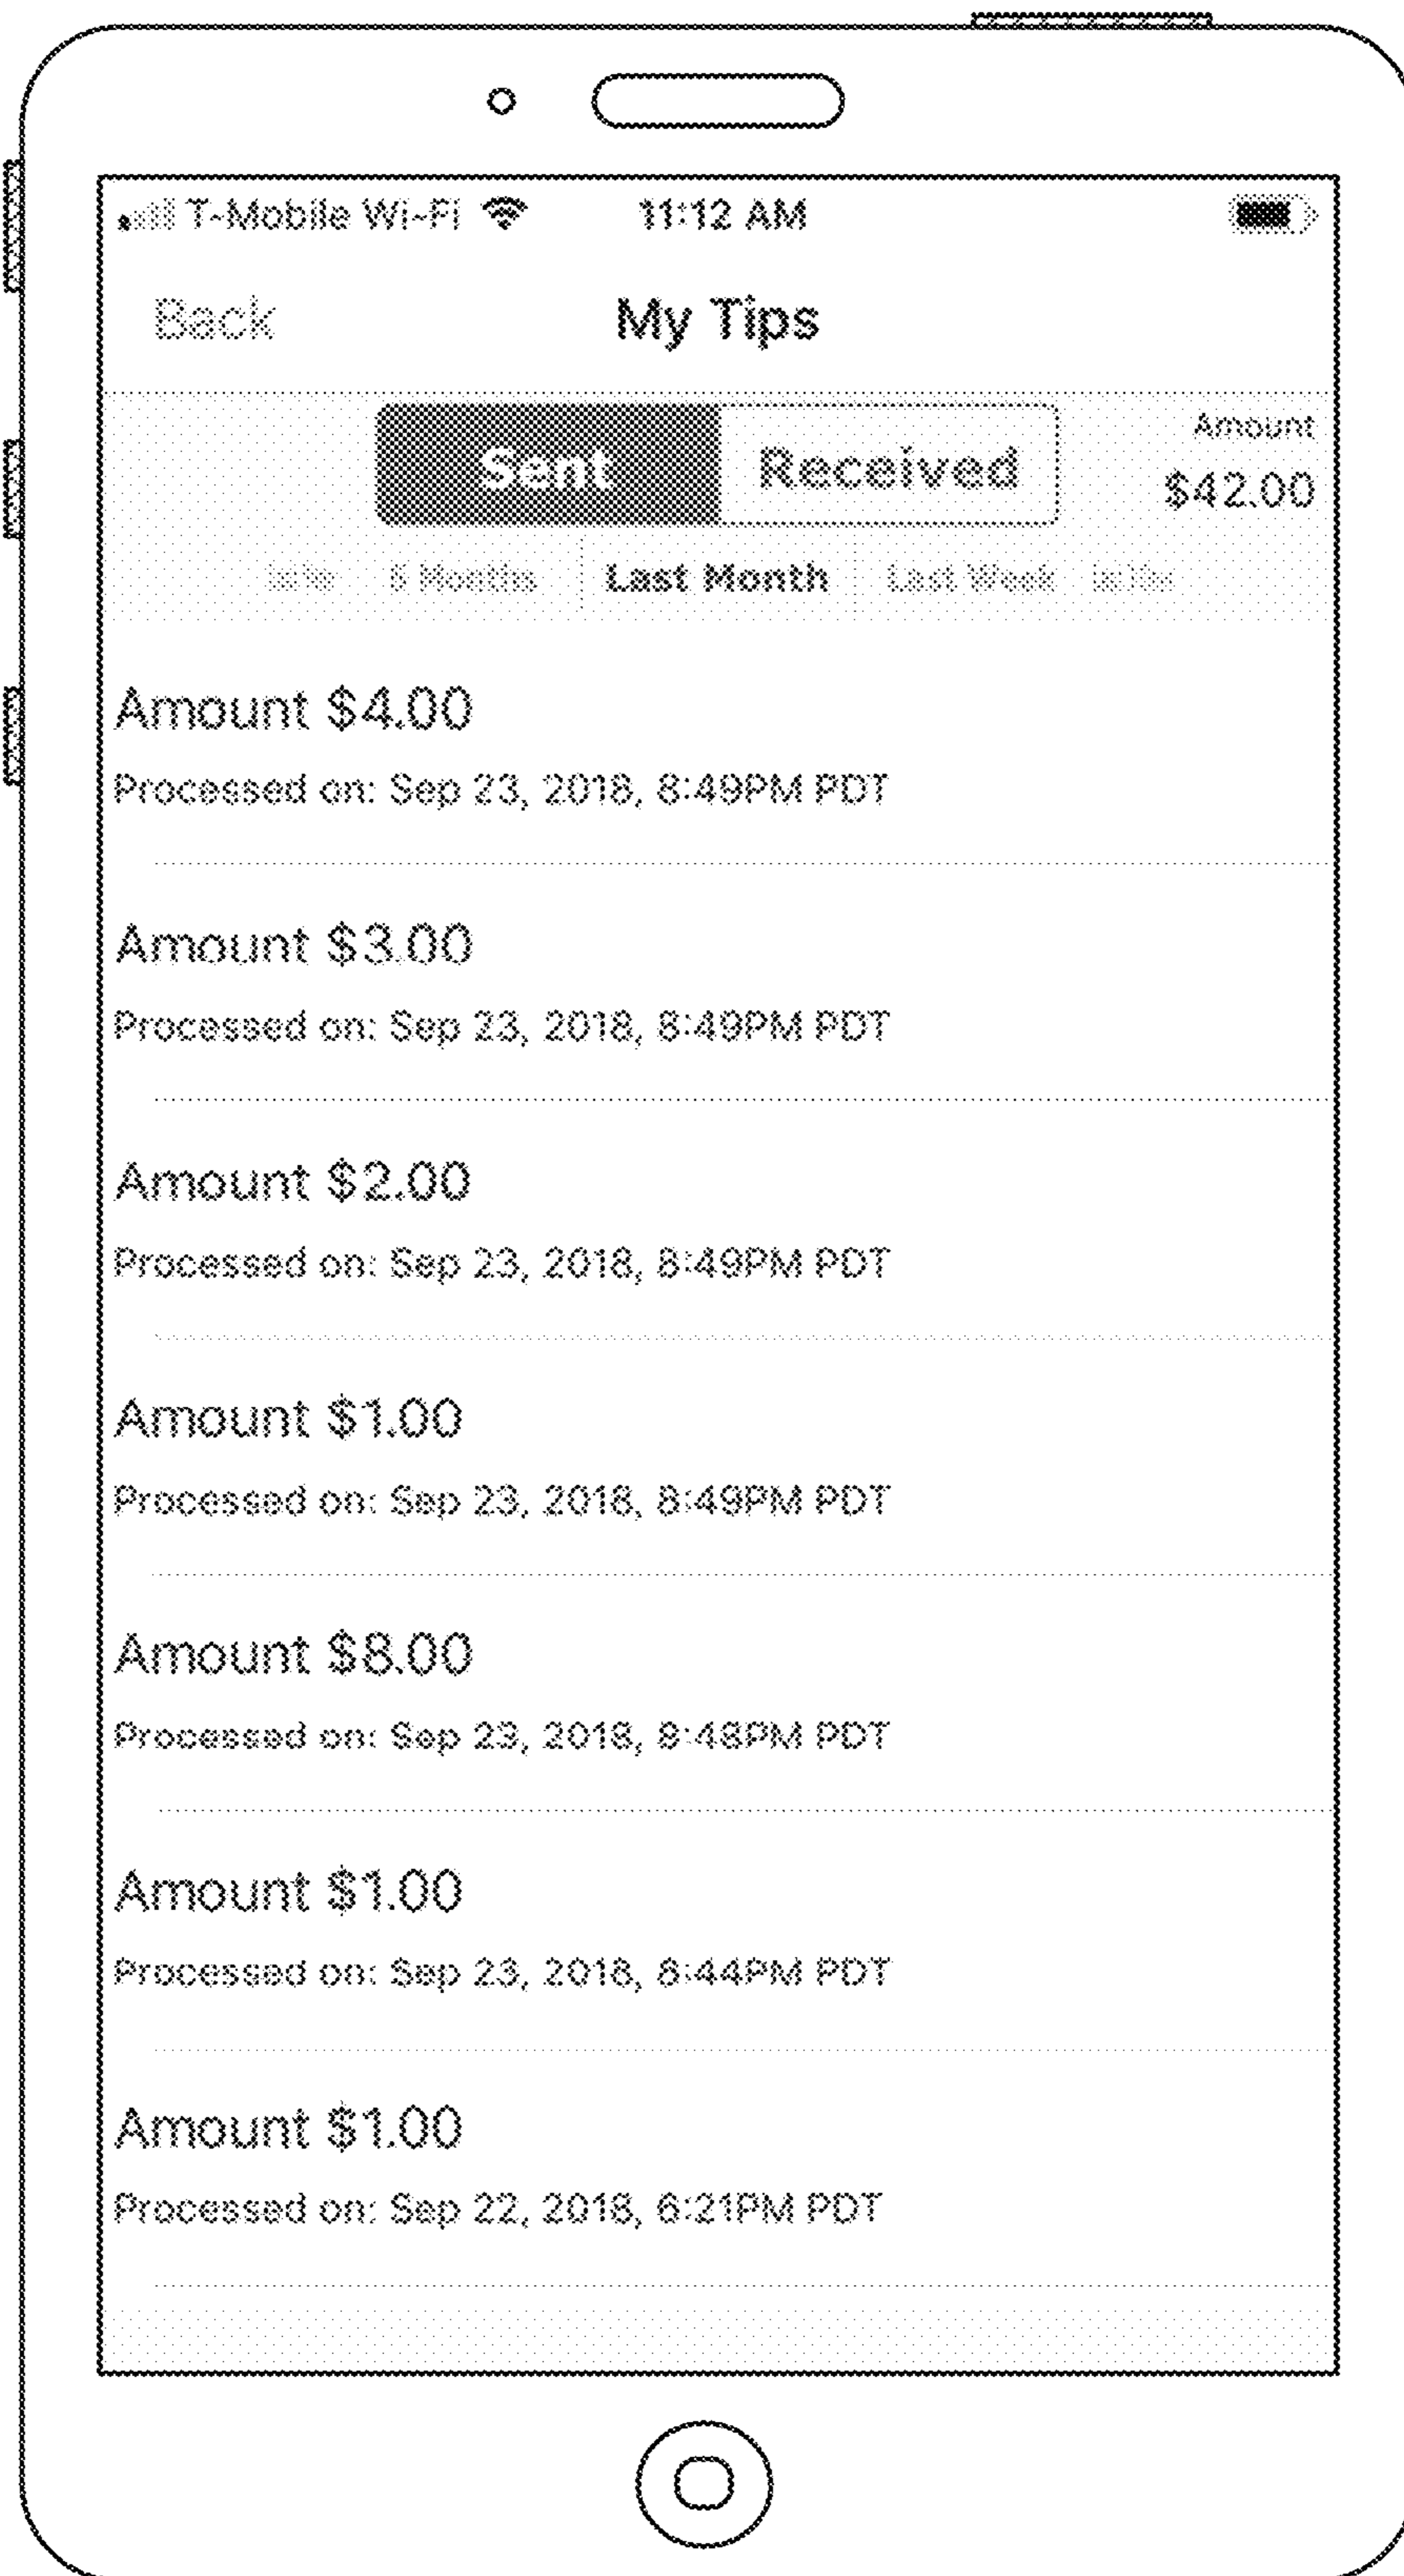 T-Mobile Wi-Fi 11:12 AM
Back My Tips
Sent Received Amount
$42.00
6 Months Last Month Last Week
Amount $4.00
Processed on: Sep 23, 2018, 8:49PM PDT
Amount $3.00
Processed on: Sep 23, 2018, 8:49PM PDT
Amount $2.00
Processed on: Sep 23, 2018, 8:49PM PDT
Amount $1.00
Processed on: Sep 23, 2018, 8:49PM PDT
Amount $8.00
Processed on: Sep 23, 2018, 8:48PM PDT
Amount $1.00
Processed on: Sep 23, 2018, 8:44PM PDT
Amount $1.00
Processed on: Sep 22, 2018, 6:21PM PDT